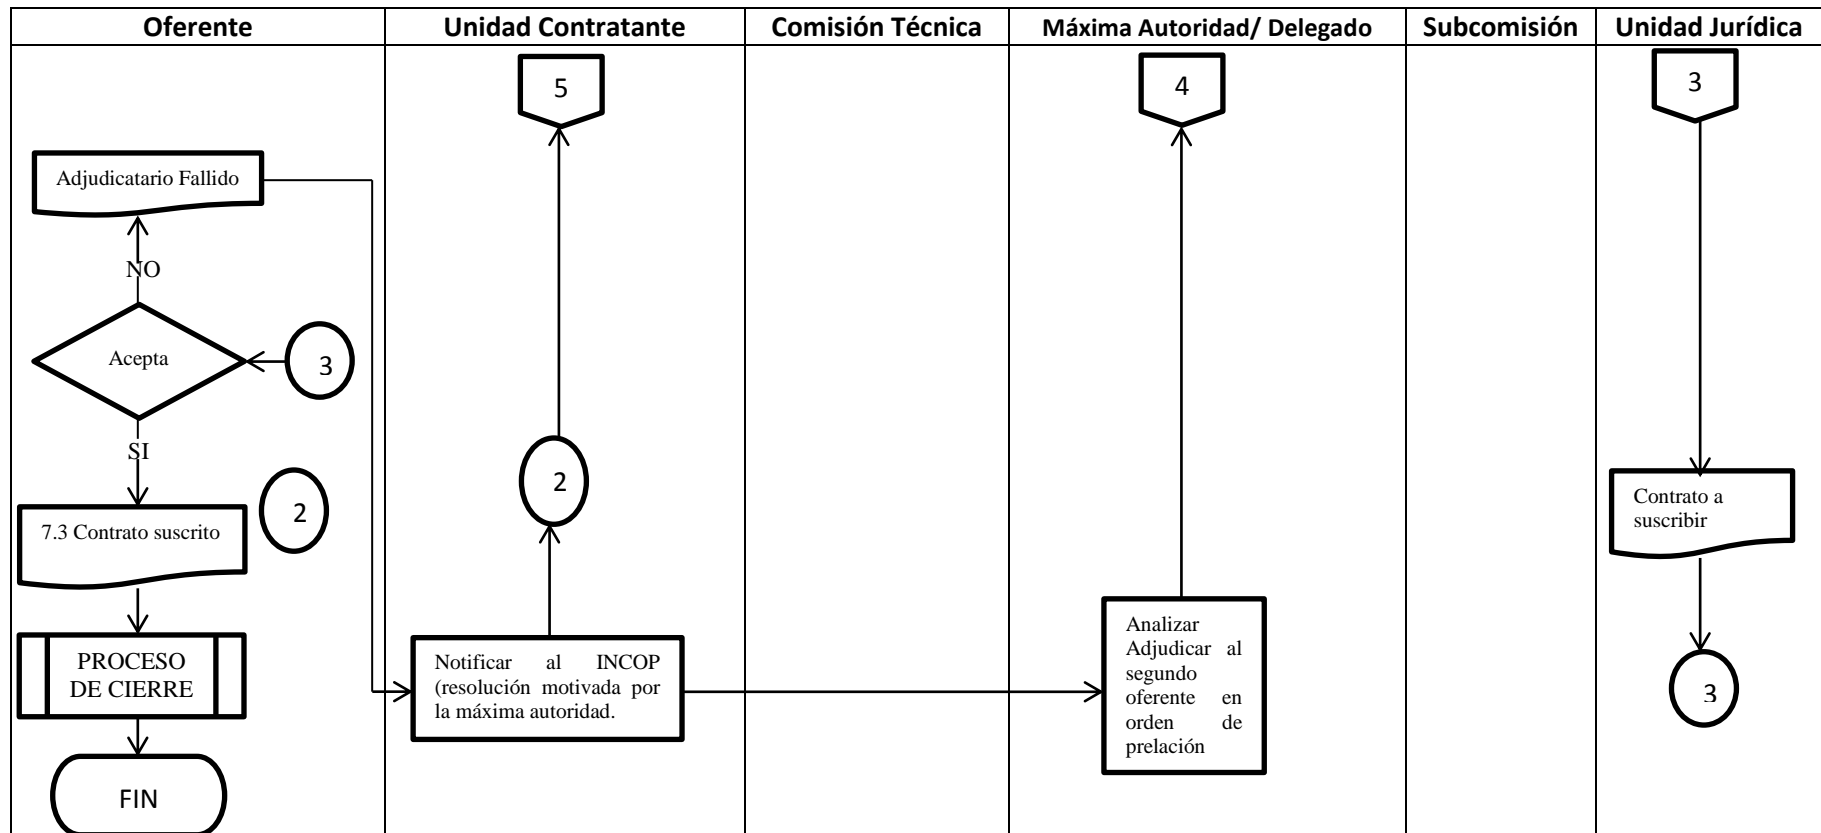 Oferente
Unidad Contratante
Comisión Técnica
Máxima Autoridad/ Delegado
Subcomisión
Unidad Jurídica
5
4
3
Adjudicatario Fallido
NO
Acepta
3
SI
2
7.3 Contrato suscrito
PROCESO
DE CIERRE
FIN
2
Notificar al INCOP
(resolución motivada por
la máxima autoridad.
Analizar
Adjudicar al
segundo
oferente en
orden de
prelación
Contrato a
suscribir
3